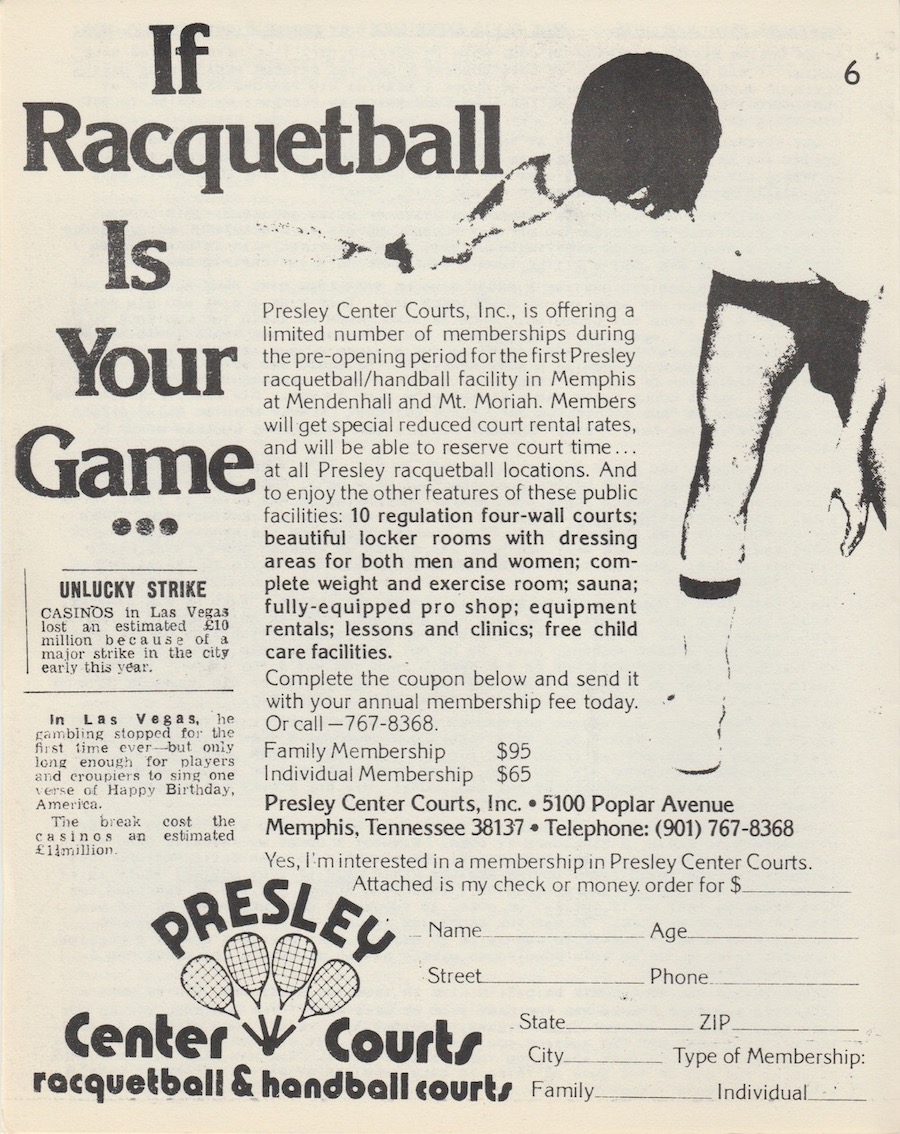 6
If
Racquetball
Is
Your
Game
...
Presley Center Courts, Inc., is offering a
limited number of memberships during
the pre-opening period for the first Presley
racquetball/handball facility in Memphis
at Mendenhall and Mt. Moriah. Members
will get special reduced court rental rates,
and will be able to reserve court time...
at all Presley racquetball locations. And
to enjoy the other features of these public
facilities: 10 regulation four-wall courts;
beautiful locker rooms with dressing
areas for both men and women; com-
plete weight and exercise room; sauna;
fully-equipped pro shop; equipment
rentals; lessons and clinics; free child
care facilities.
Complete the coupon below and send it
with your annual membership fee today.
Or call —767-8368.
Family Membership $95
Individual Membership $65
Presley Center Courts, Inc. • 5100 Poplar Avenue
Memphis, Tennessee 38137 • Telephone: (901) 767-8368
UNLUCKY STRIKE
CASINOS in Las Vegas
lost an estimated £10
million because of a
major strike in the city
early this year.
In Las Vegas, he
gambling stopped for the
first time ever—but only
long enough for players
and croupiers to sing one
verse of Happy Birthday,
America.
The break cost the
casinos an estimated
£1½million.
Yes, I'm interested in a membership in Presley Center Courts.
Attached is my check or money order for $
Name Age
Street Phone
State ZIP
City Type of Membership:
Family Individual
PRESLEY
Center Courts
racquetball & handball courts